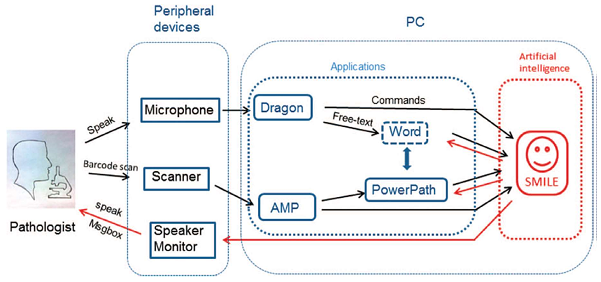 Peripheral
devices
PC
Artificial
intelligence
Applications
Speak
Microphone
Dragon
Commands
Free-text
Word
Barcode scan
Scanner
SMILE
PowerPath
AMP
Pathologist
speak
Msgbox
Speaker
Monitor